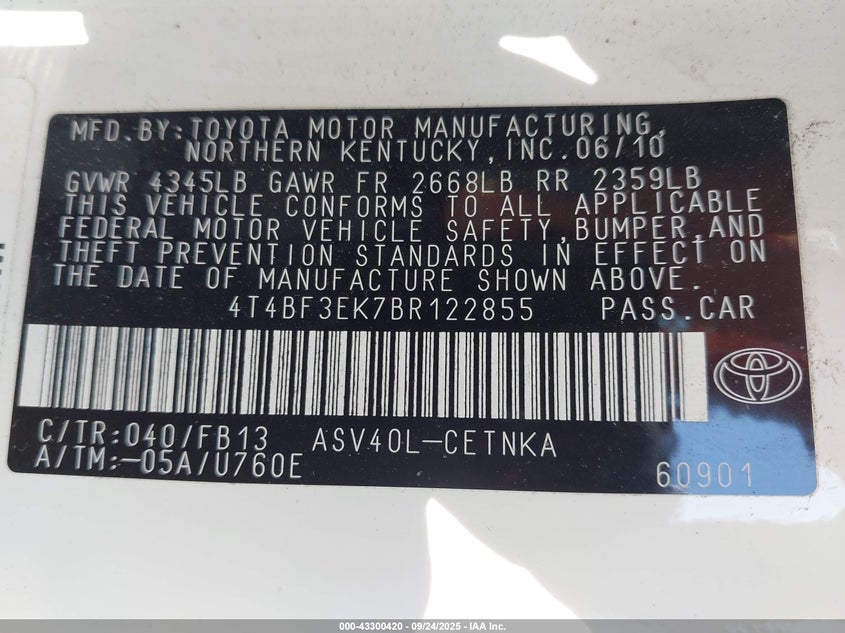 MFD. BY: TOYOTA MOTOR MANUFACTURING,
NORTHERN KENTUCKY, INC. 06/10
GVWR 4345LB GAWR FR 2668LB RR 2359LB
THIS VEHICLE CONFORMS TO ALL APPLICABLE
FEDERAL MOTOR VEHICLE SAFETY, BUMPER, AND
THEFT PREVENTION STANDARDS IN EFFECT ON
THE DATE OF MANUFACTURE SHOWN ABOVE.
4T4BF3EK7BR122855 PASS. CAR
C/TR: 040/FB13 ASV40L-CETNKA
A/TM: -05A/U760E
60901
000-43300420 - 09/24/2025 - IAA Inc.